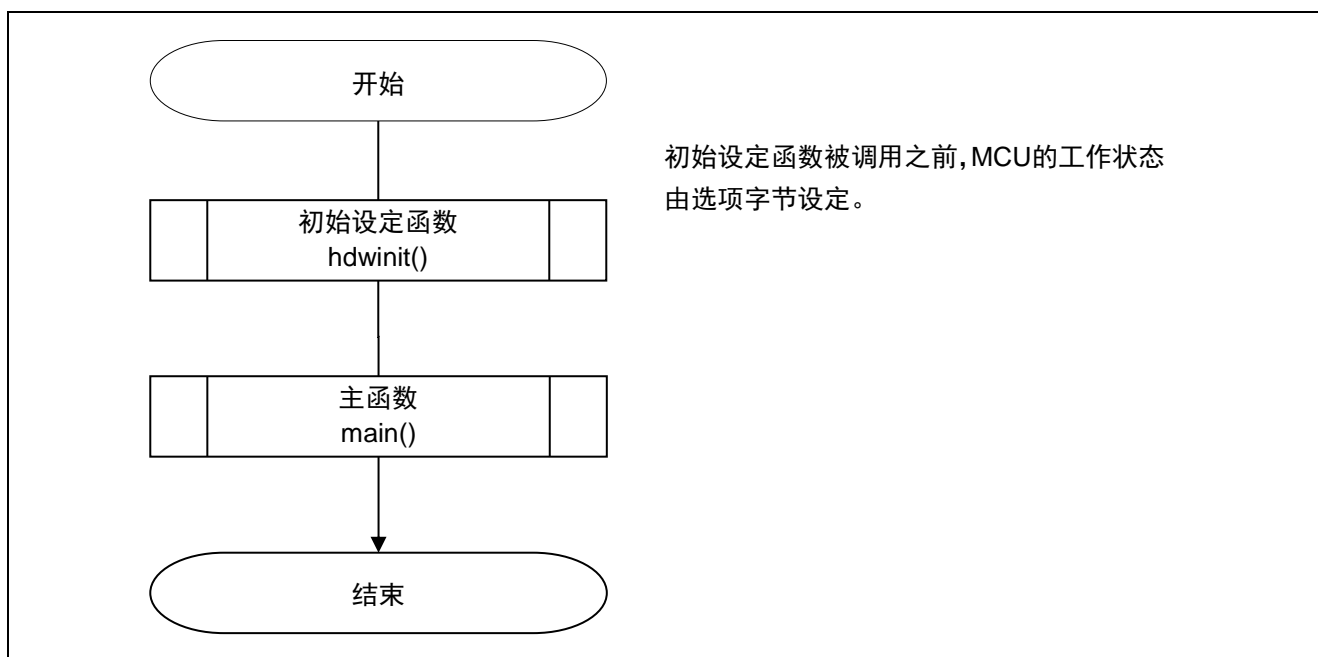 开始
初始设定函数被调用之前,MCU的工作状态
由选项字节设定。
初始设定函数
hdwinit()
主函数
main()
结束